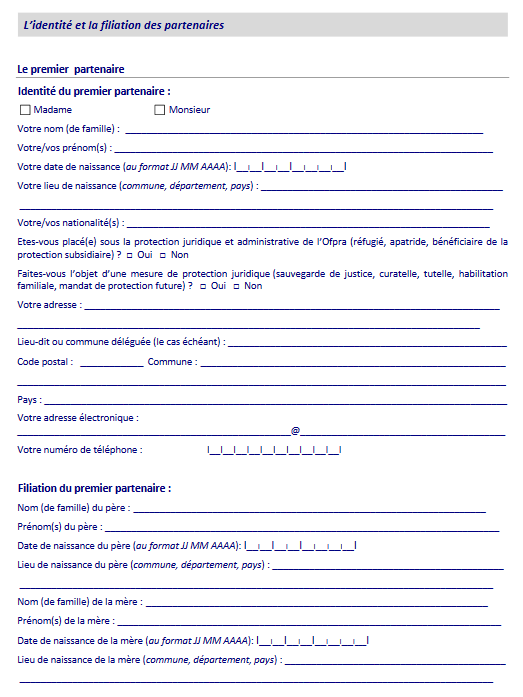 L'identité et la filiation des partenaires
Le premier partenaire
Identité du premier partenaire :
□ Madame □ Monsieur
Votre nom (de famille) :
Votre/vos prénom(s) :
Votre date de naissance (au format JJ MM AAAA):
Votre lieu de naissance (commune, département, pays) :
Votre/vos nationalité(s) :
Etes-vous placé(e) sous la protection juridique et administrative de l'Ofpra (réfugié, apatride, bénéficiaire de la
protection subsidiaire) ? □ Oui □ Non
Faites-vous l'objet d'une mesure de protection juridique (sauvegarde de justice, curatelle, tutelle, habilitation
familiale, mandat de protection future) ? □ Oui □ Non
Votre adresse :
Lieu-dit ou commune déléguée (le cas échéant) :
Code postal : Commune :
Pays :
Votre adresse électronique :
@
Votre numéro de téléphone :
Filiation du premier partenaire :
Nom (de famille) du père :
Prénom(s) du père :
Date de naissance du père (au format JJ MM AAAA):
Lieu de naissance du père (commune, département, pays) :
Nom (de famille) de la mère :
Prénom(s) de la mère :
Date de naissance de la mère (au format JJ MM AAAA):
Lieu de naissance de la mère (commune, département, pays) :